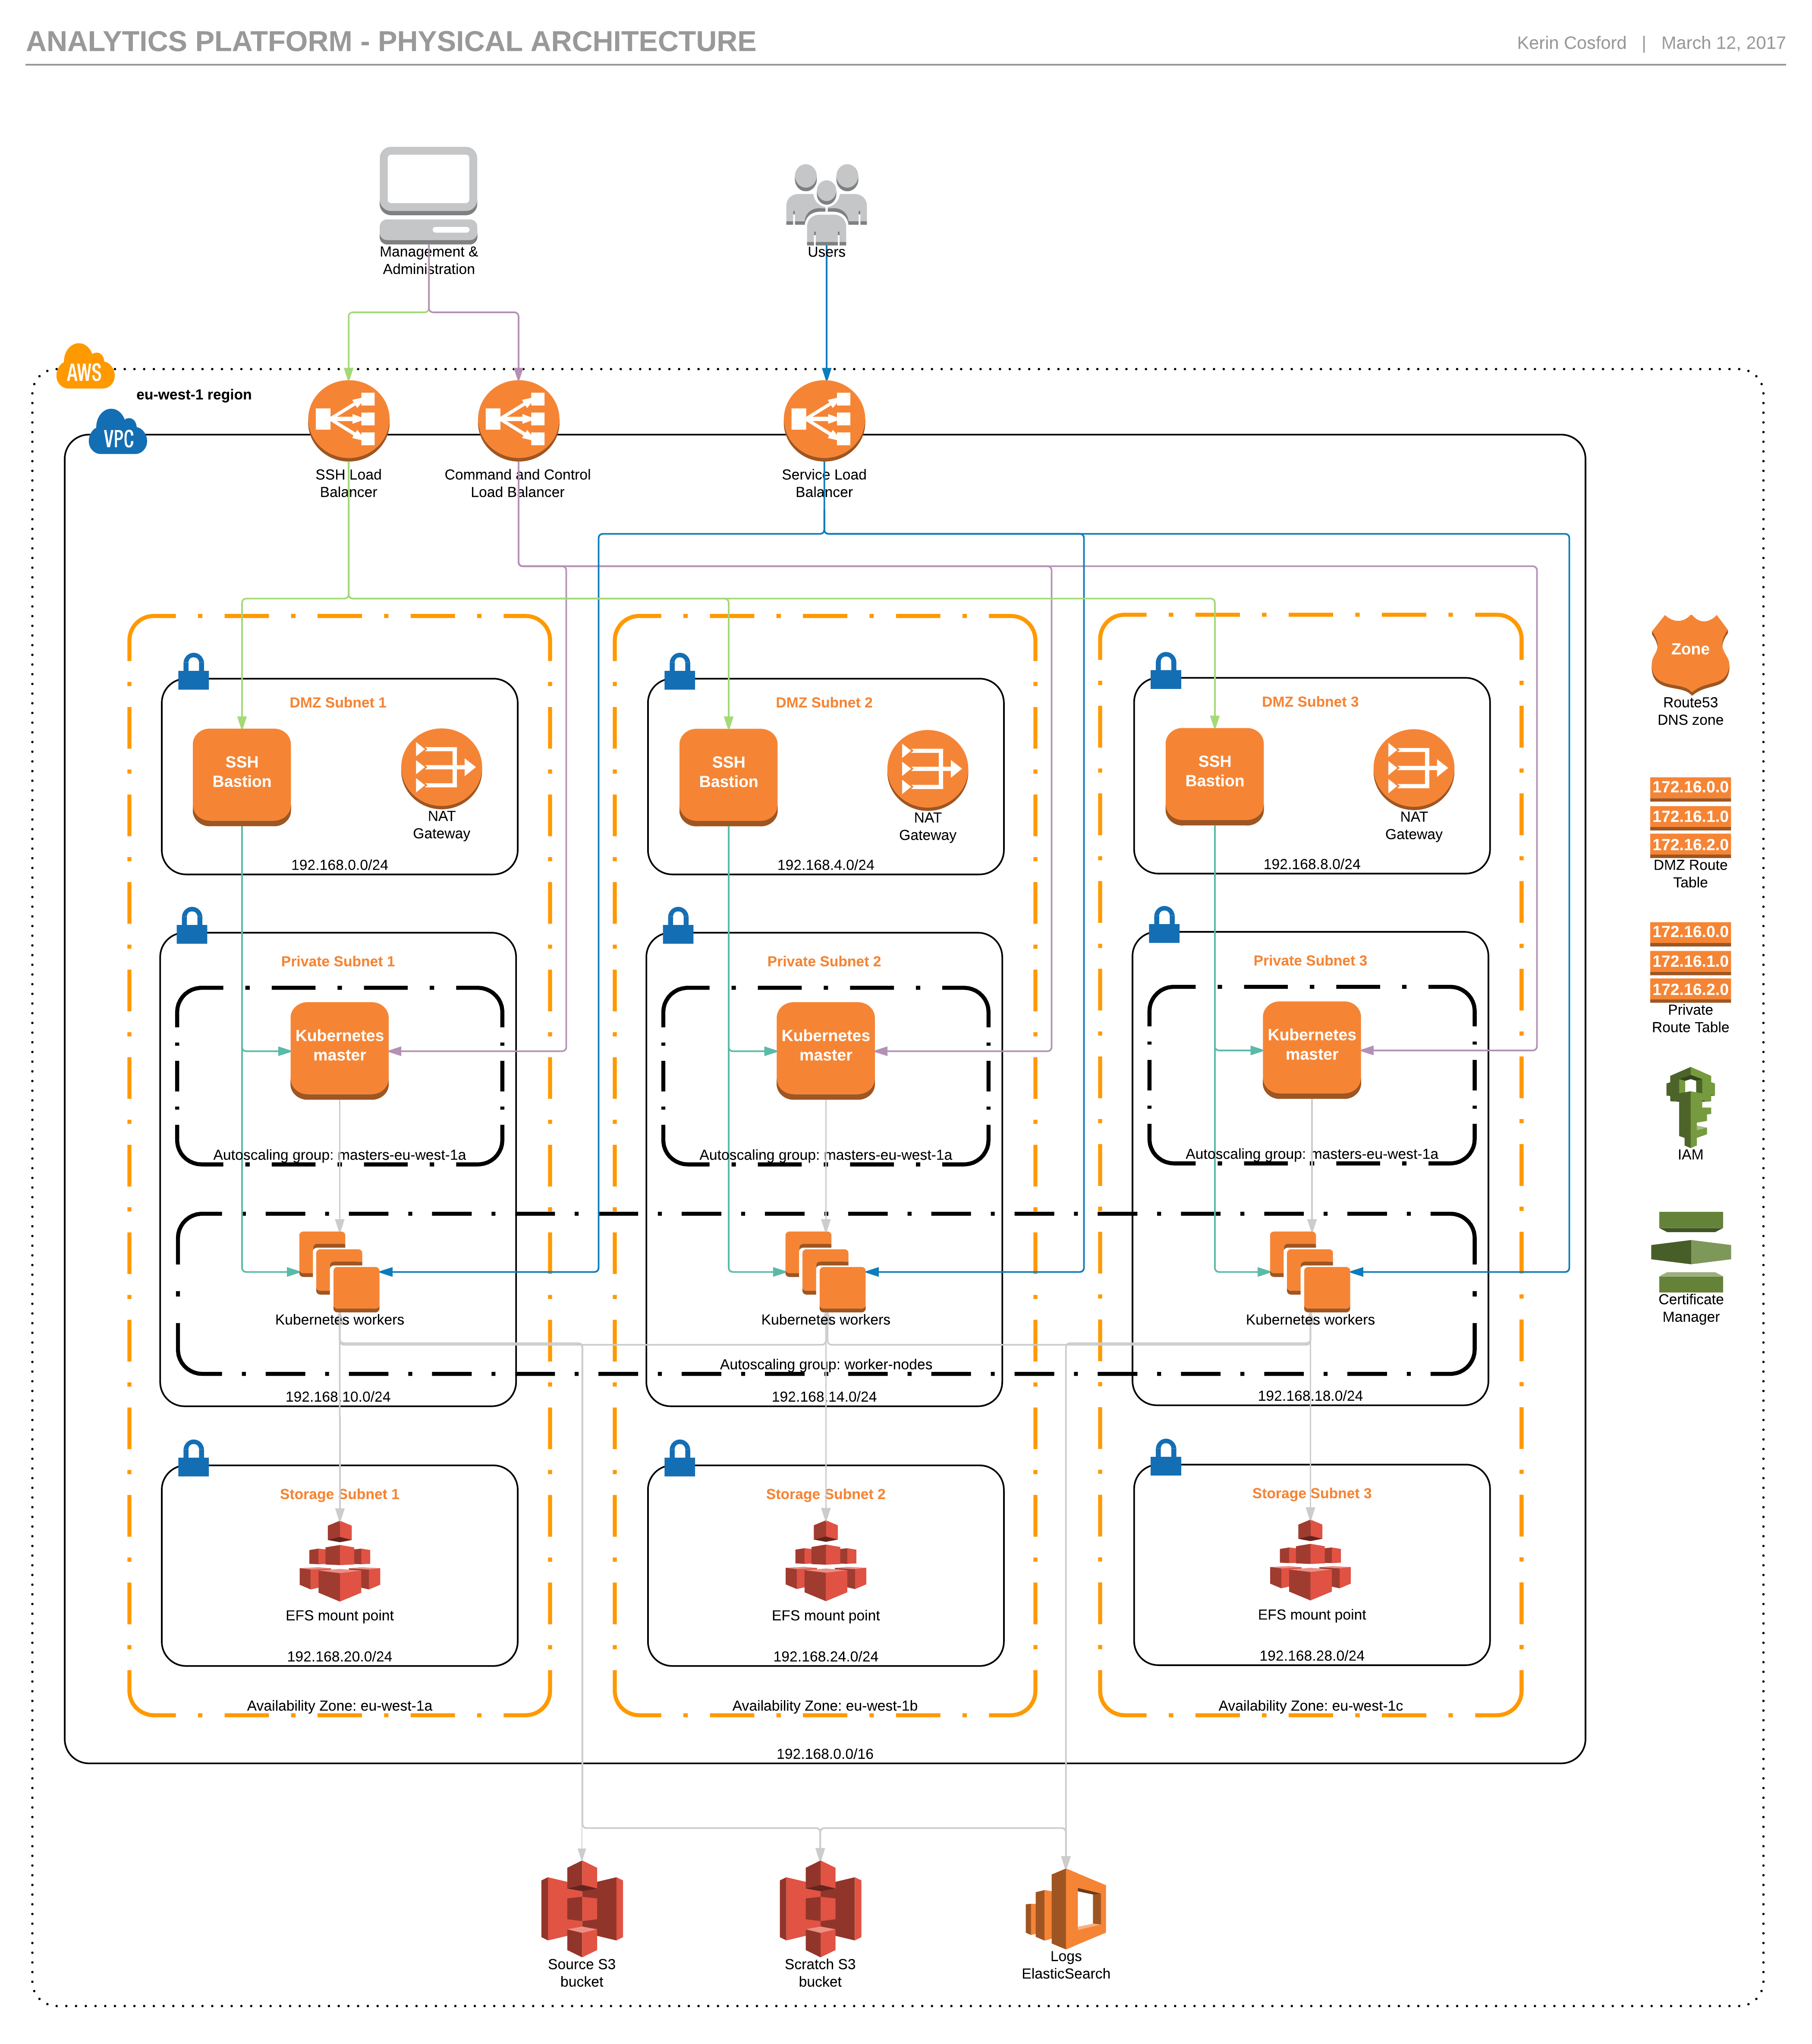 ANALYTICS PLATFORM - PHYSICAL ARCHITECTURE
Kerin Cosford | March 12, 2017
Management &
Administration
Users
AWS
eu-west-1 region
VPC
SSH Load
Balancer
Command and Control
Load Balancer
Service Load
Balancer
DMZ Subnet 1
SSH
Bastion
NAT
Gateway
192.168.0.0/24
DMZ Subnet 2
SSH
Bastion
NAT
Gateway
192.168.4.0/24
DMZ Subnet 3
SSH
Bastion
NAT
Gateway
192.168.8.0/24
Private Subnet 1
Kubernetes
master
Autoscaling group: masters-eu-west-1a
Private Subnet 2
Kubernetes
master
Autoscaling group: masters-eu-west-1a
Private Subnet 3
Kubernetes
master
Autoscaling group: masters-eu-west-1a
Kubernetes workers
Kubernetes workers
Kubernetes workers
Autoscaling group: worker-nodes
192.168.10.0/24
192.168.14.0/24
192.168.18.0/24
Storage Subnet 1
EFS mount point
192.168.20.0/24
Storage Subnet 2
EFS mount point
192.168.24.0/24
Storage Subnet 3
EFS mount point
192.168.28.0/24
Availability Zone: eu-west-1a
Availability Zone: eu-west-1b
Availability Zone: eu-west-1c
192.168.0.0/16
Zone
Route53
DNS zone
172.16.0.0
172.16.1.0
172.16.2.0
DMZ Route
Table
172.16.0.0
172.16.1.0
172.16.2.0
Private
Route Table
IAM
Certificate
Manager
Source S3
bucket
Scratch S3
bucket
Logs
ElasticSearch